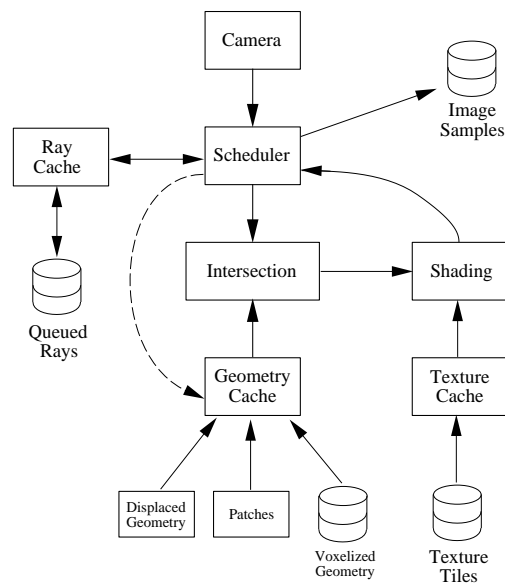 Camera
Image
Samples
Ray
Cache
Scheduler
Intersection
Shading
Queued
Rays
Geometry
Cache
Texture
Cache
Displaced
Geometry
Patches
Voxelized
Geometry
Texture
Tiles